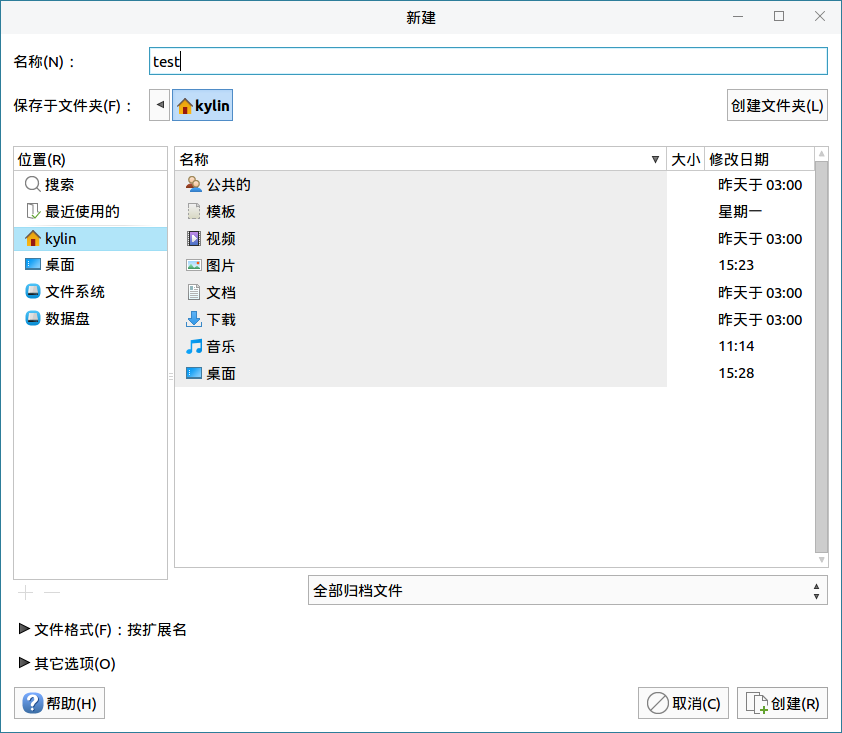 新建
名称(N)：
test
保存于文件夹(F)：
kylin
创建文件夹(L)
位置(R)
搜索
最近使用的
kylin
桌面
文件系统
数据盘
名称 大小 修改日期
公共的 昨天于 03:00
模板 星期一
视频 昨天于 03:00
图片 15:23
文档 昨天于 03:00
下载 昨天于 03:00
音乐 11:14
桌面 15:28
全部归档文件
文件格式(F)：按扩展名
其它选项(O)
帮助(H)
取消(C)
创建(R)